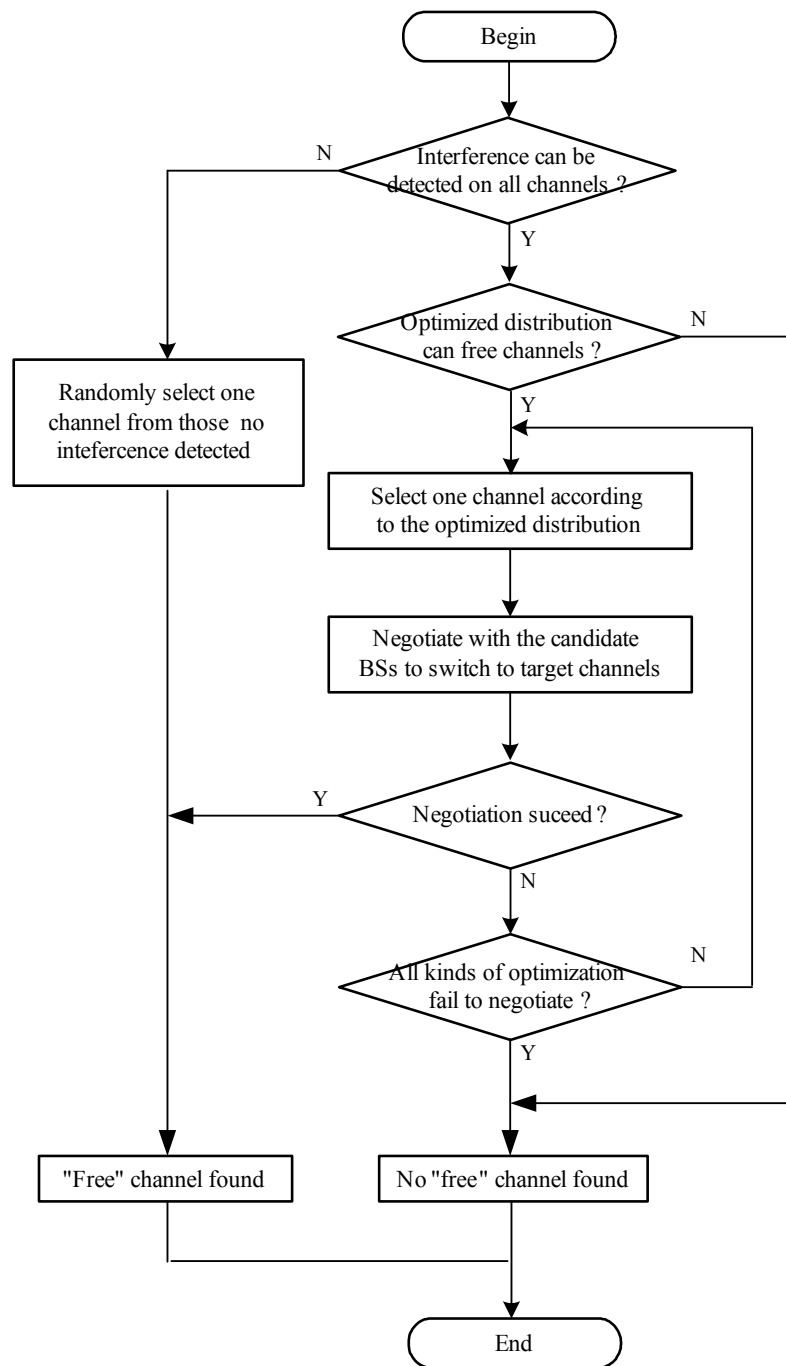 Begin
Interference can be
detected on all channels ?
N
Y
Optimized distribution
can free channels ?
N
Y
Randomly select one
channel from those no
intefercence detected
Select one channel according
to the optimized distribution
Negotiate with the candidate
BSs to switch to target channels
Y
Negotiation suceed ?
N
All kinds of optimization
fail to negotiate ?
N
Y
"Free" channel found
No "free" channel found
End